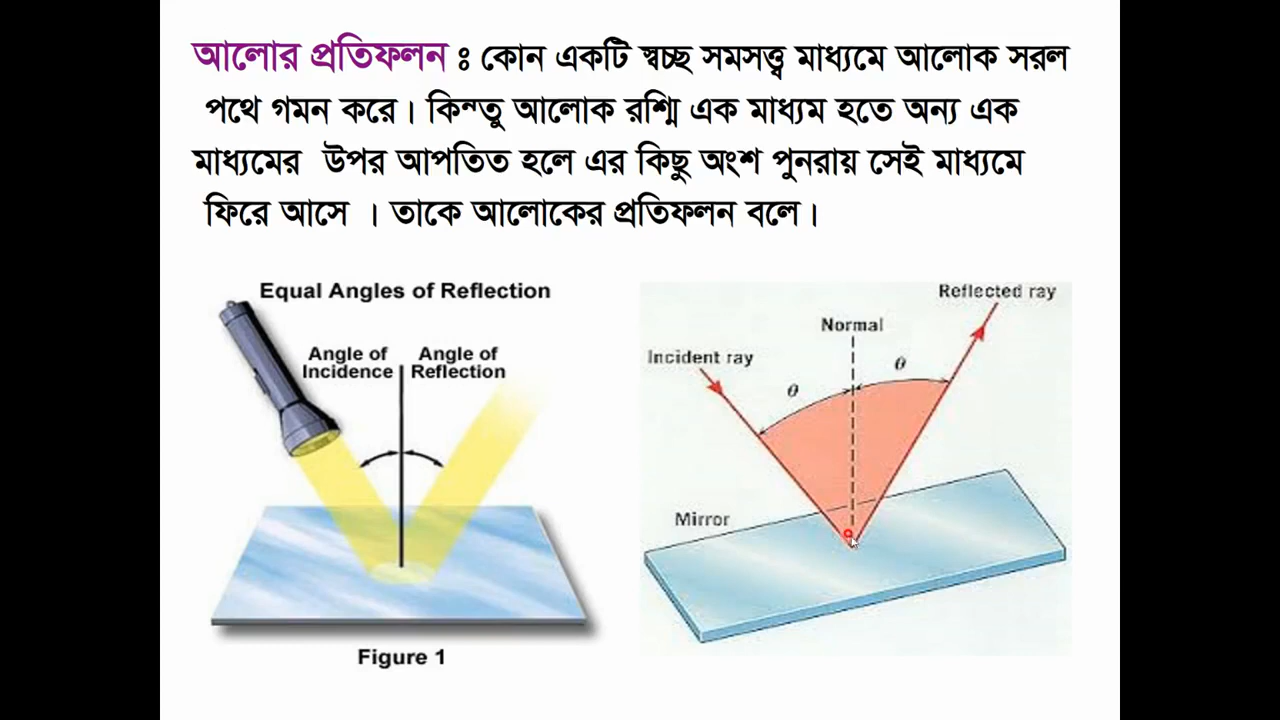 আলোর প্রতিফলন ঃ কোন একটি স্বচ্ছ সমসত্ত্ব মাধ্যমে আলোক সরল
পথে গমন করে। কিন্তু আলোক রশ্মি এক মাধ্যম হতে অন্য এক
মাধ্যমের উপর আপতিত হলে এর কিছু অংশ পুনরায় সেই মাধ্যমে
ফিরে আসে । তাকে আলোকের প্রতিফলন বলে।
Equal Angles of Reflection
Angle of
Incidence
Angle of
Reflection
Figure 1
Reflected ray
Normal
Incident ray
θ
θ
Mirror